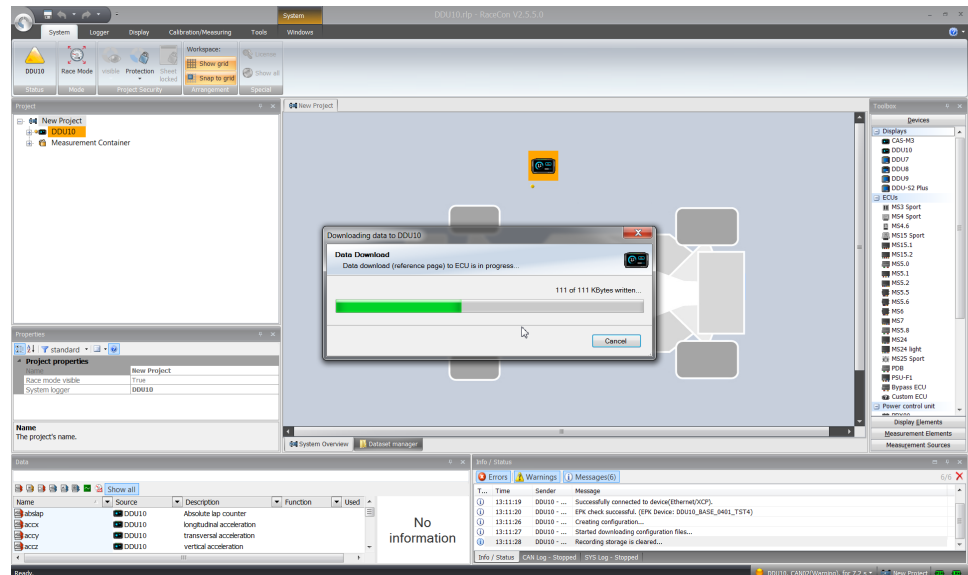 System
DDU10.rlp - RaceCon V2.5.5.0
System Logger Display Calibration/Measuring Tools Windows
DDU10
Race Mode
visible
Protection
Sheet locked
Workspace:
Show grid
Snap to grid
License
Show all
Status Mode Project Security Arrangement Special
Project
New Project
DDU10
Measurement Container
New Project
Downloading data to DDU10
Data Download
Data download (reference page) to ECU is in progress...
111 of 111 KBytes written...
Cancel
Toolbox
Devices
Displays
CAS-M3
DDU10
DDU7
DDU8
DDU9
DDU-S2 Plus
ECUs
MS3 Sport
MS4 Sport
MS4.6
MS15 Sport
MS15.1
MS15.2
MS5.0
MS5.1
MS5.2
MS5.5
MS5.6
MS6
MS7
MS5.8
MS24
MS24 light
MS25 Sport
PDB
PSU-F1
Bypass ECU
Custom ECU
Power control unit
Display Elements
Measurement Elements
Measurement Sources
Properties
standard
Project properties
Name New Project
Race mode visible True
System logger DDU10
Name
The project's name.
System Overview Dataset manager
Data
Show all
Name Source Description Function Used
abslap DDU10 Absolute lap counter
accx DDU10 longitudinal acceleration
accy DDU10 transversal acceleration
accz DDU10 vertical acceleration
No information
Info / Status
Errors Warnings Messages(6) 6/6
T... Time Sender Message
13:11:19 DDU10 - ... Successfully connected to device(Ethernet/XCP).
13:11:20 DDU10 - ... EPK check successful. (EPK Device: DDU10_BASE_0401_TST4)
13:11:26 DDU10 - ... Creating configuration...
13:11:27 DDU10 - ... Started downloading configuration files...
13:11:28 DDU10 - ... Recording storage is cleared...
Info / Status CAN Log - Stopped SYS Log - Stopped
Ready. DDU10, CAN02(Warning), for 7.2 s New Project